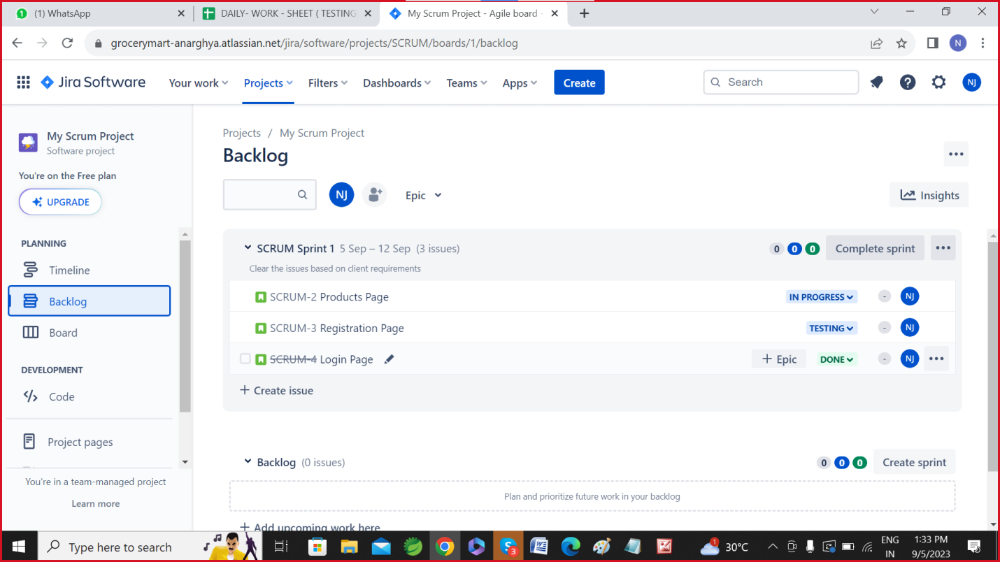 (1) WhatsApp
DAILY- WORK - SHEET ( TESTING
My Scrum Project - Agile board -
grocerymart-anarghya.atlassian.net/jira/software/projects/SCRUM/boards/1/backlog
N
Jira Software
Your work
Projects
Filters
Dashboards
Teams
Apps
Create
Search
NJ
My Scrum Project
Software project
You're on the Free plan
UPGRADE
PLANNING
Timeline
Backlog
Board
DEVELOPMENT
Code
Project pages
You're in a team-managed project
Learn more
Projects / My Scrum Project
Backlog
NJ
Epic
Insights
SCRUM Sprint 1 5 Sep – 12 Sep (3 issues)
0 0 0 Complete sprint
Clear the issues based on client requirements
SCRUM-2 Products Page IN PROGRESS - NJ
SCRUM-3 Registration Page TESTING - NJ
SCRUM-4 Login Page + Epic DONE - NJ
+ Create issue
Backlog (0 issues) 0 0 0 Create sprint
Plan and prioritize future work in your backlog
+ Add upcoming work here
Type here to search
3
1
30°C
ENG
IN
1:33 PM
9/5/2023